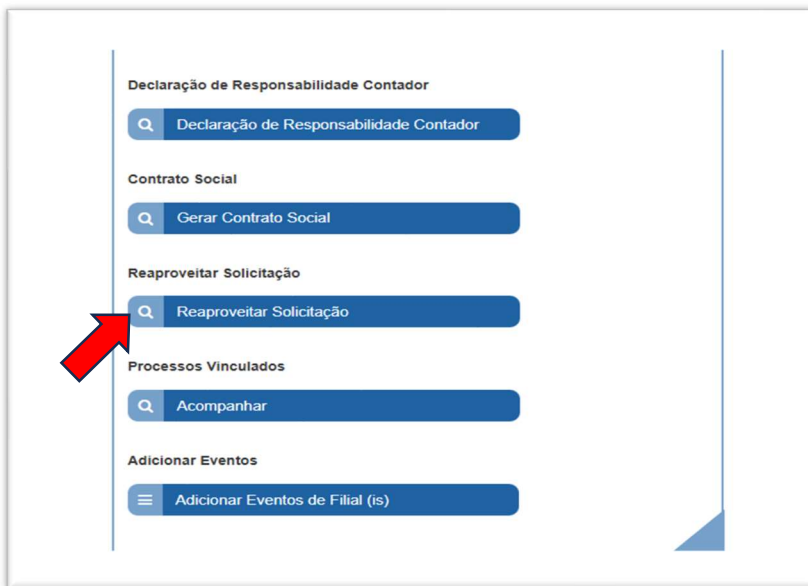 Declaração de Responsabilidade Contador
Declaração de Responsabilidade Contador
Contrato Social
Gerar Contrato Social
Reaproveitar Solicitação
Reaproveitar Solicitação
Processos Vinculados
Acompanhar
Adicionar Eventos
Adicionar Eventos de Filial (is)